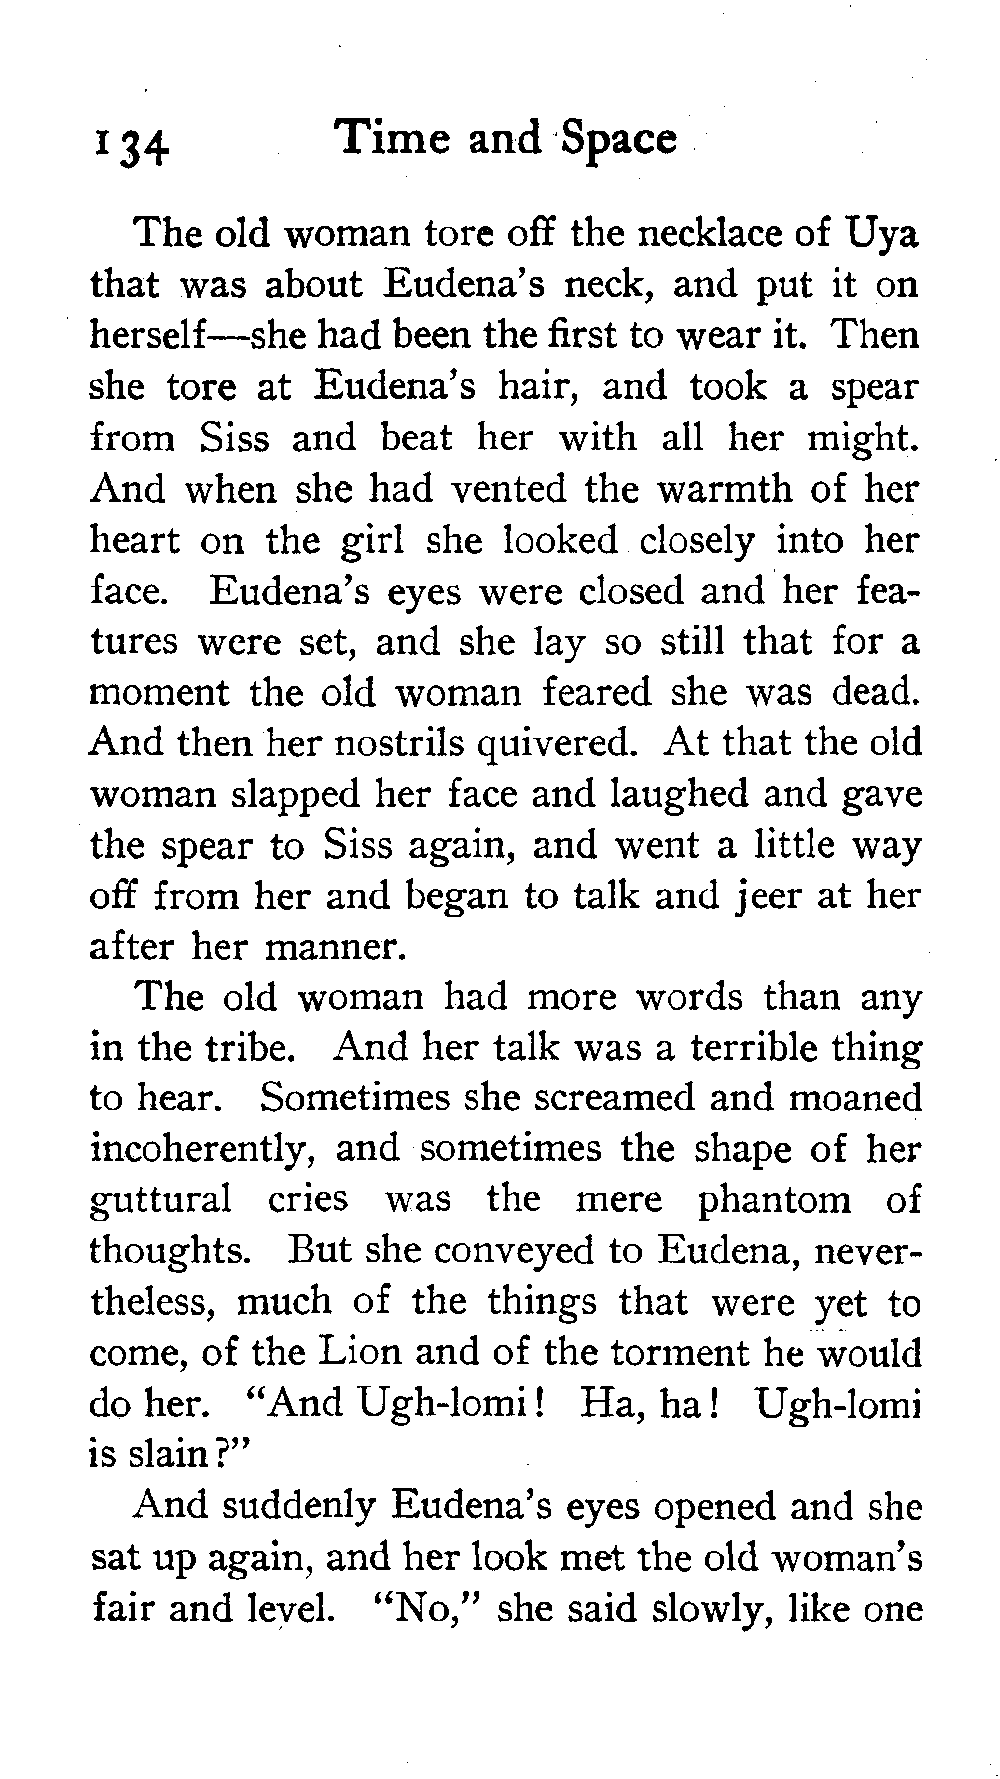 134 Time and Space
The old woman tore off the necklace of Uya
that was about Eudena's neck, and put it on
herself—she had been the first to wear it. Then
she tore at Eudena's hair, and took a spear
from Siss and beat her with all her might.
And when she had vented the warmth of her
heart on the girl she looked closely into her
face. Eudena's eyes were closed and her fea-
tures were set, and she lay so still that for a
moment the old woman feared she was dead.
And then her nostrils quivered. At that the old
woman slapped her face and laughed and gave
the spear to Siss again, and went a little way
off from her and began to talk and jeer at her
after her manner.
The old woman had more words than any
in the tribe. And her talk was a terrible thing
to hear. Sometimes she screamed and moaned
incoherently, and sometimes the shape of her
guttural cries was the mere phantom of
thoughts. But she conveyed to Eudena, never-
theless, much of the things that were yet to
come, of the Lion and of the torment he would
do her. "And Ugh-lomi! Ha, ha! Ugh-lomi
is slain?"
And suddenly Eudena's eyes opened and she
sat up again, and her look met the old woman's
fair and level. "No," she said slowly, like one